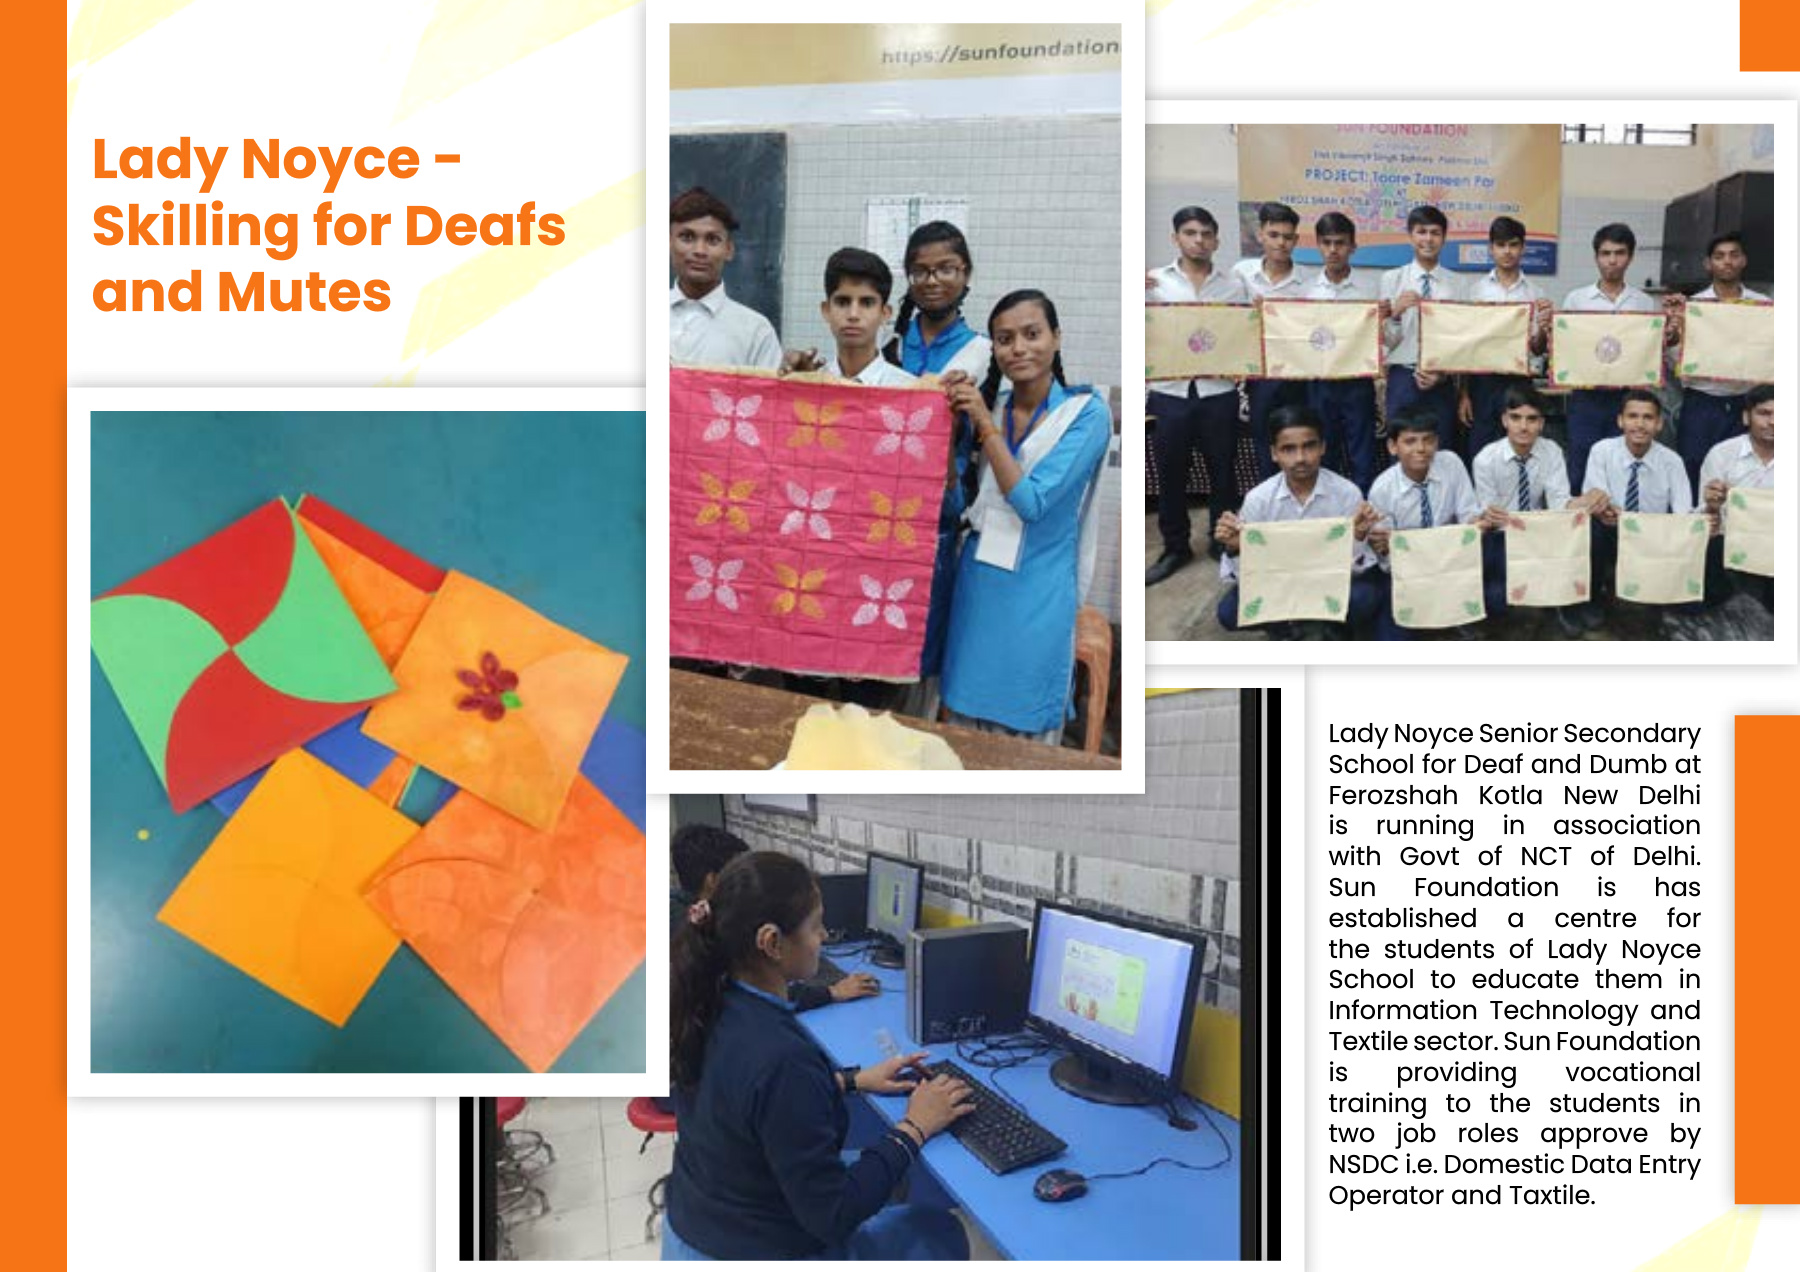 Lady Noyce -
Skilling for Deafs
and Mutes
https://sunfoundation
SUN FOUNDATION
PROJECT: Taare Zameen Par
AT
Lady Noyce Senior Secondary
School for Deaf and Dumb at
Ferozshah Kotla New Delhi
is running in association
with Govt of NCT of Delhi.
Sun Foundation is has
established a centre for
the students of Lady Noyce
School to educate them in
Information Technology and
Textile sector. Sun Foundation
is providing vocational
training to the students in
two job roles approve by
NSDC i.e. Domestic Data Entry
Operator and Taxtile.